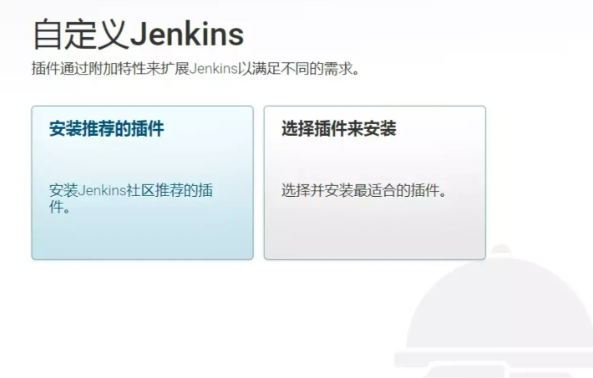 自定义Jenkins
插件通过附加特性来扩展Jenkins以满足不同的需求。
安装推荐的插件
安装Jenkins社区推荐的插
件。
选择插件来安装
选择并安装最适合的插件。